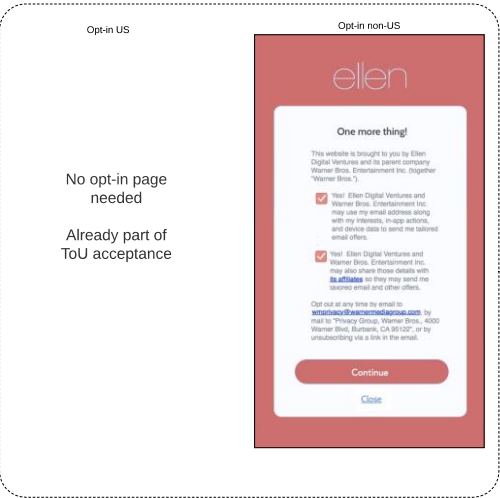 Opt-in US
Opt-in non-US
No opt-in page
needed
Already part of
ToU acceptance
ellen
One more thing!
This website is brought to you by Ellen
Digital Ventures and its parent company
Warner Bros. Entertainment Inc. (together
"Warner Bros.").
Yes! Ellen Digital Ventures and
Warner Bros. Entertainment Inc.
may use my email address along
with my interests, in-app actions,
and device data to send me tailored
email offers.
Yes! Ellen Digital Ventures and
Warner Bros. Entertainment Inc.
may also share those details with
its affiliates so they may send me
tailored email and other offers.
Opt out at any time by email to
wmprivacy@warnermediagroup.com, by
mail to "Privacy Group, Warner Bros., 4000
Warner Blvd, Burbank, CA 91522", or by
unsubscribing via a link in the email.
Continue
Close